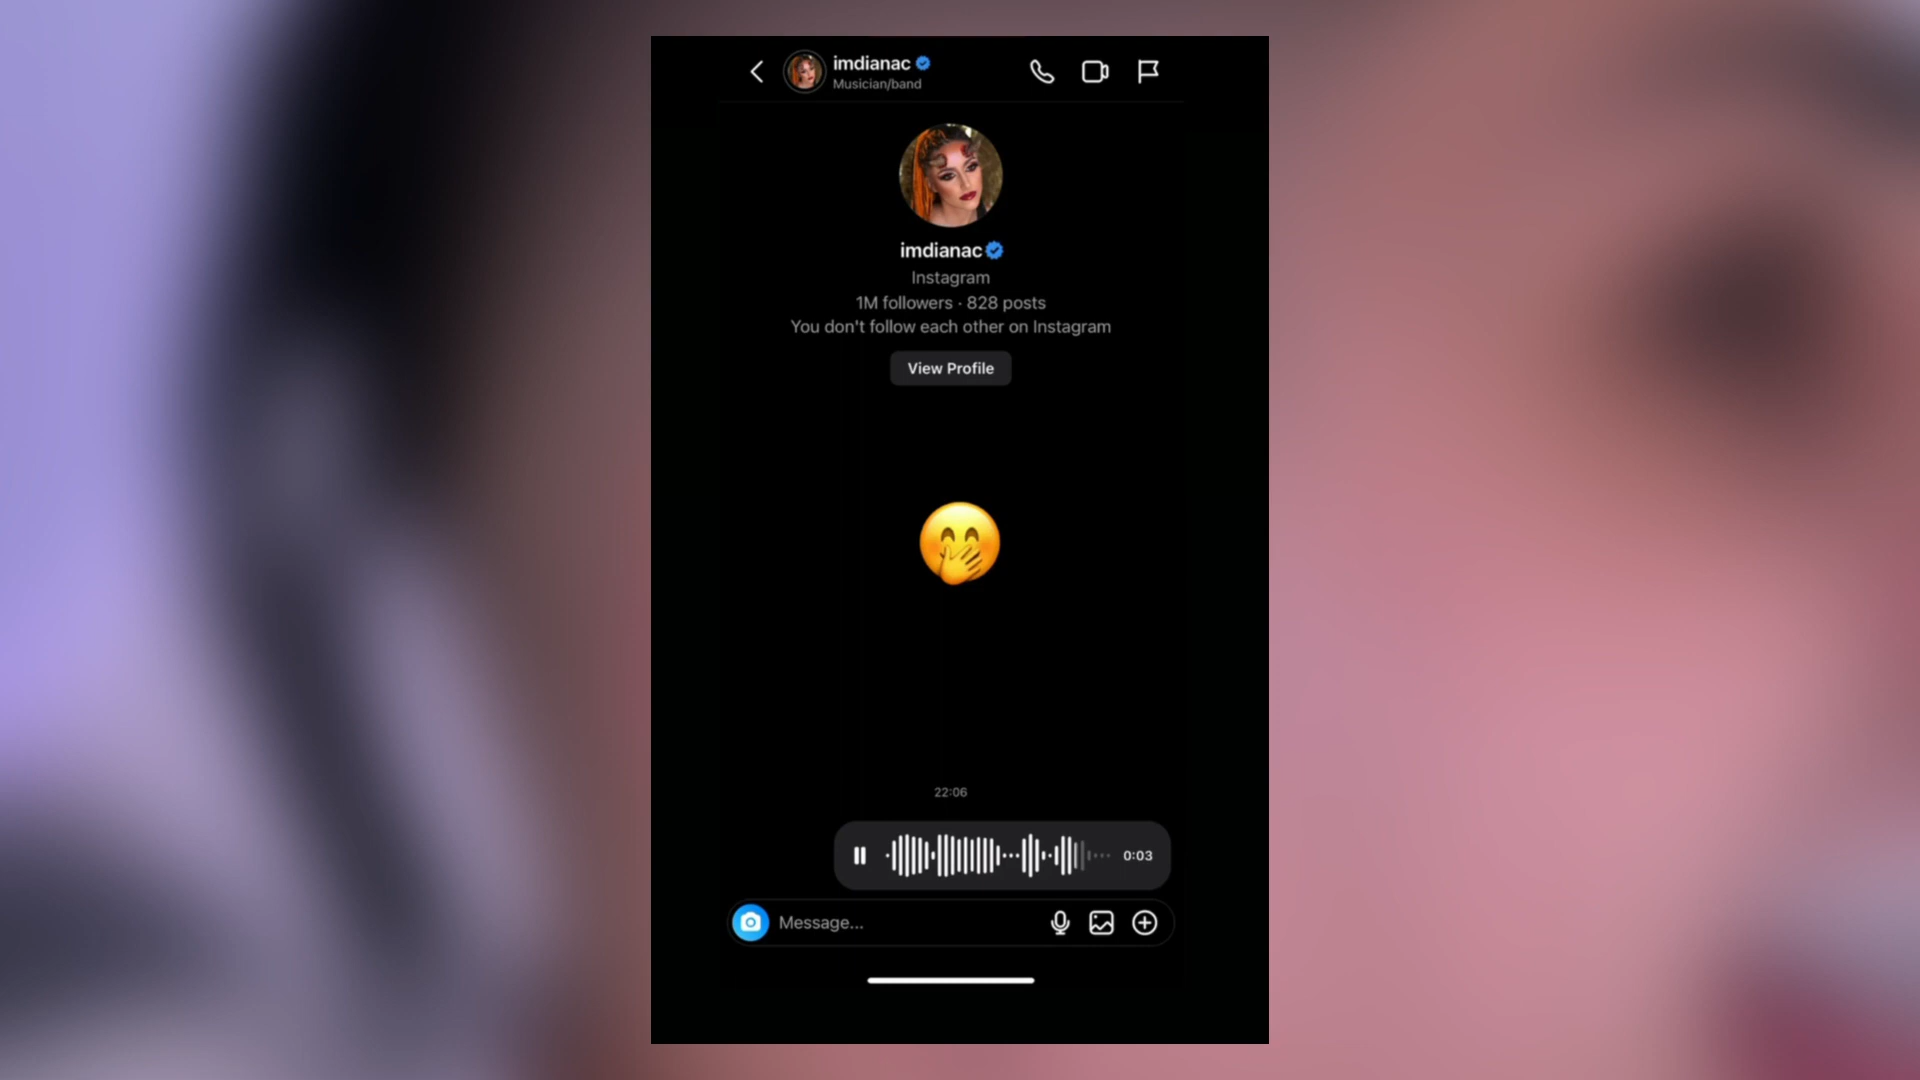 imdianac
Musician/band
imdianac
Instagram
1M followers · 828 posts
You don't follow each other on Instagram
View Profile
22:06
0:03
Message...